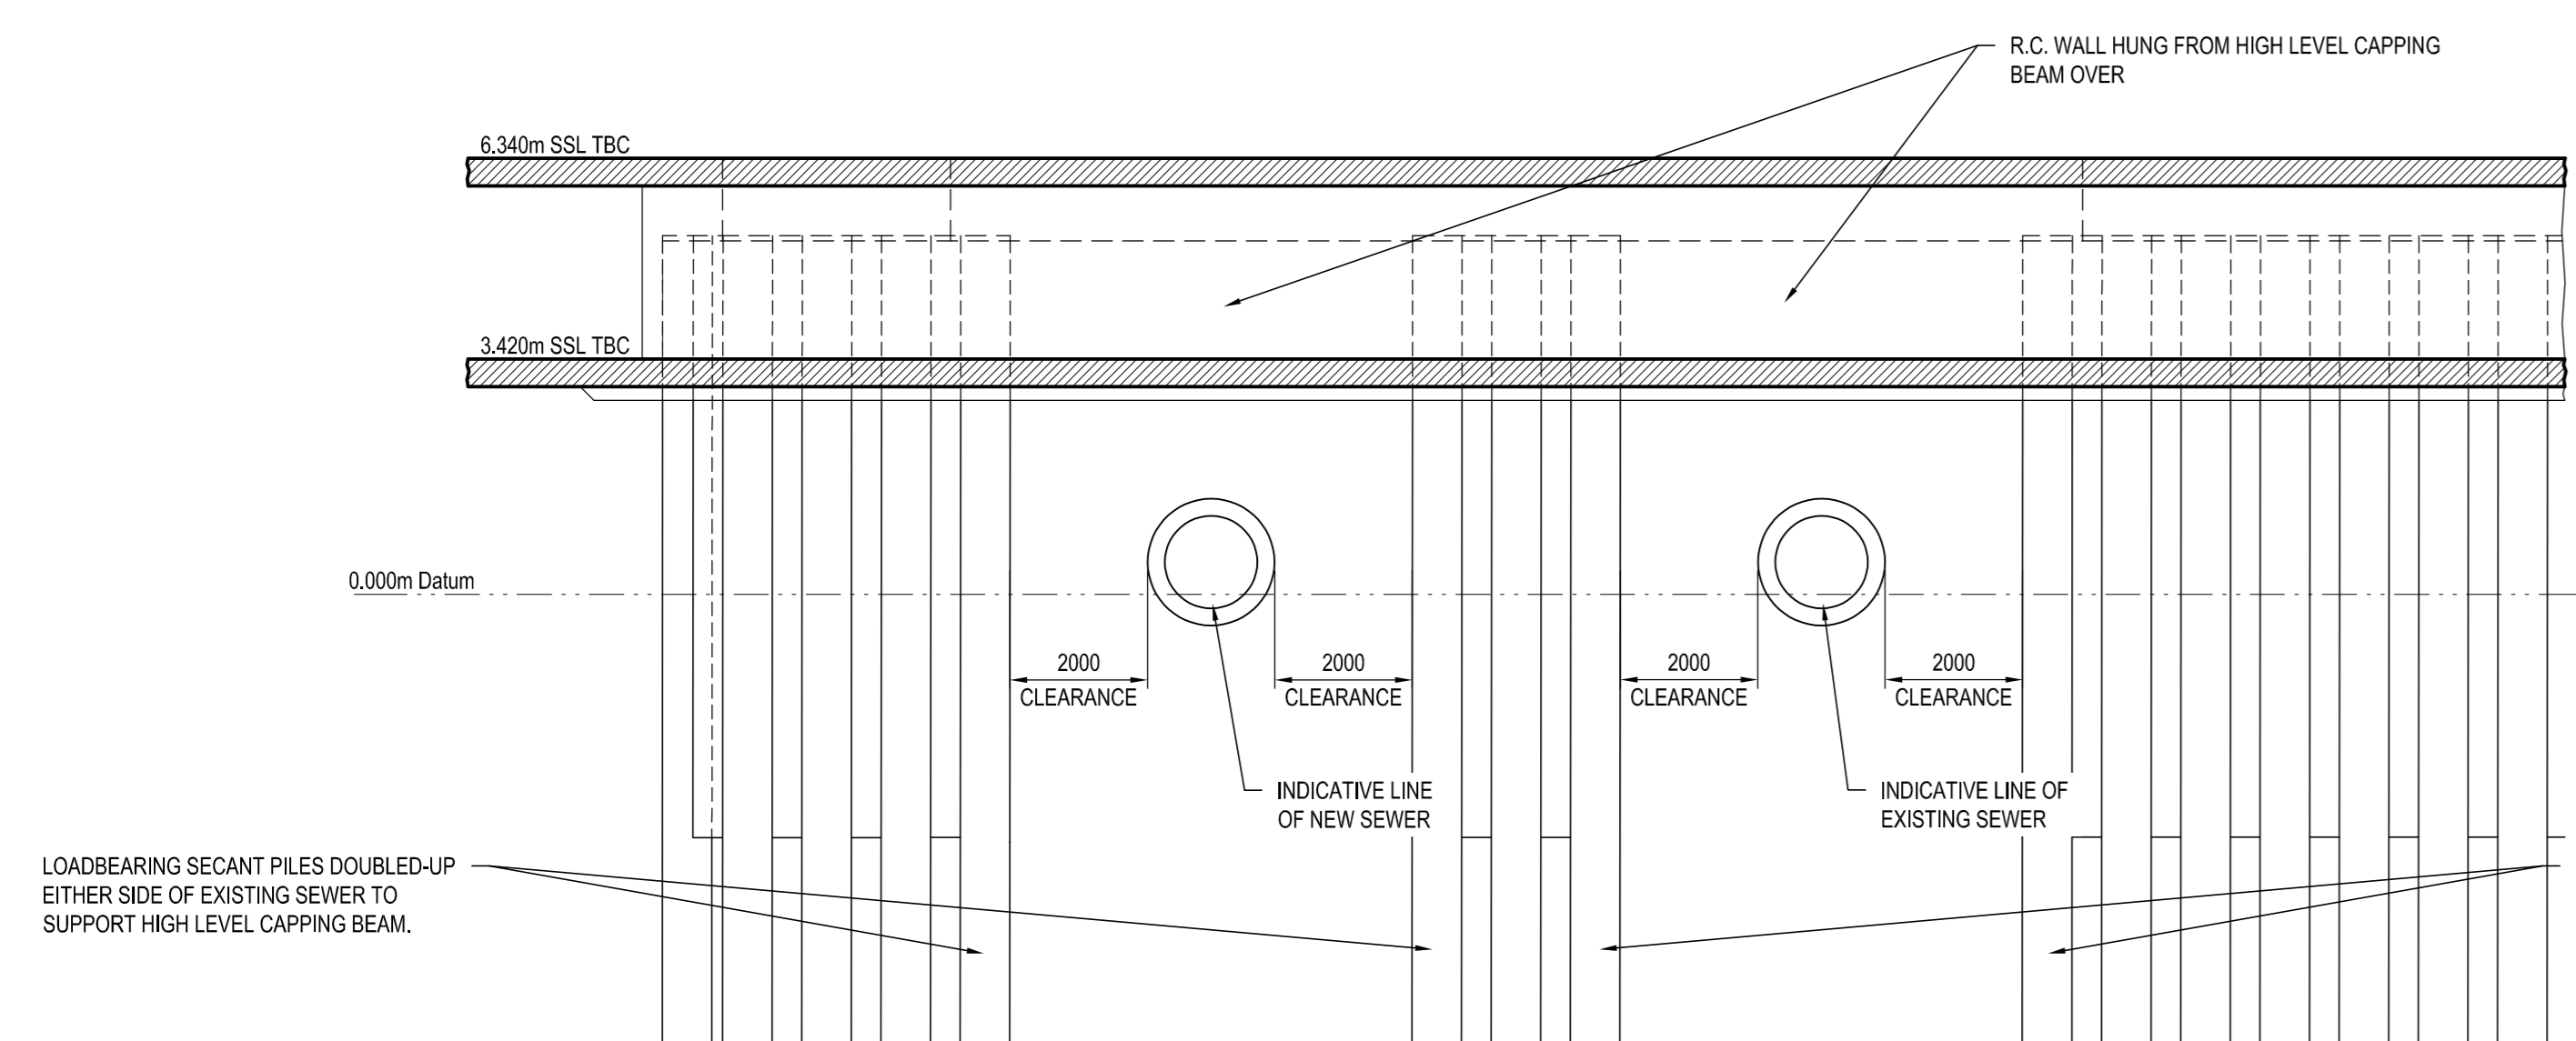 R.C. WALL HUNG FROM HIGH LEVEL CAPPING
BEAM OVER
6.340m SSL TBC
3.420m SSL TBC
0.000m Datum
2000
CLEARANCE
2000
CLEARANCE
2000
CLEARANCE
2000
CLEARANCE
INDICATIVE LINE
OF NEW SEWER
INDICATIVE LINE OF
EXISTING SEWER
LOADBEARING SECANT PILES DOUBLED-UP
EITHER SIDE OF EXISTING SEWER TO
SUPPORT HIGH LEVEL CAPPING BEAM.